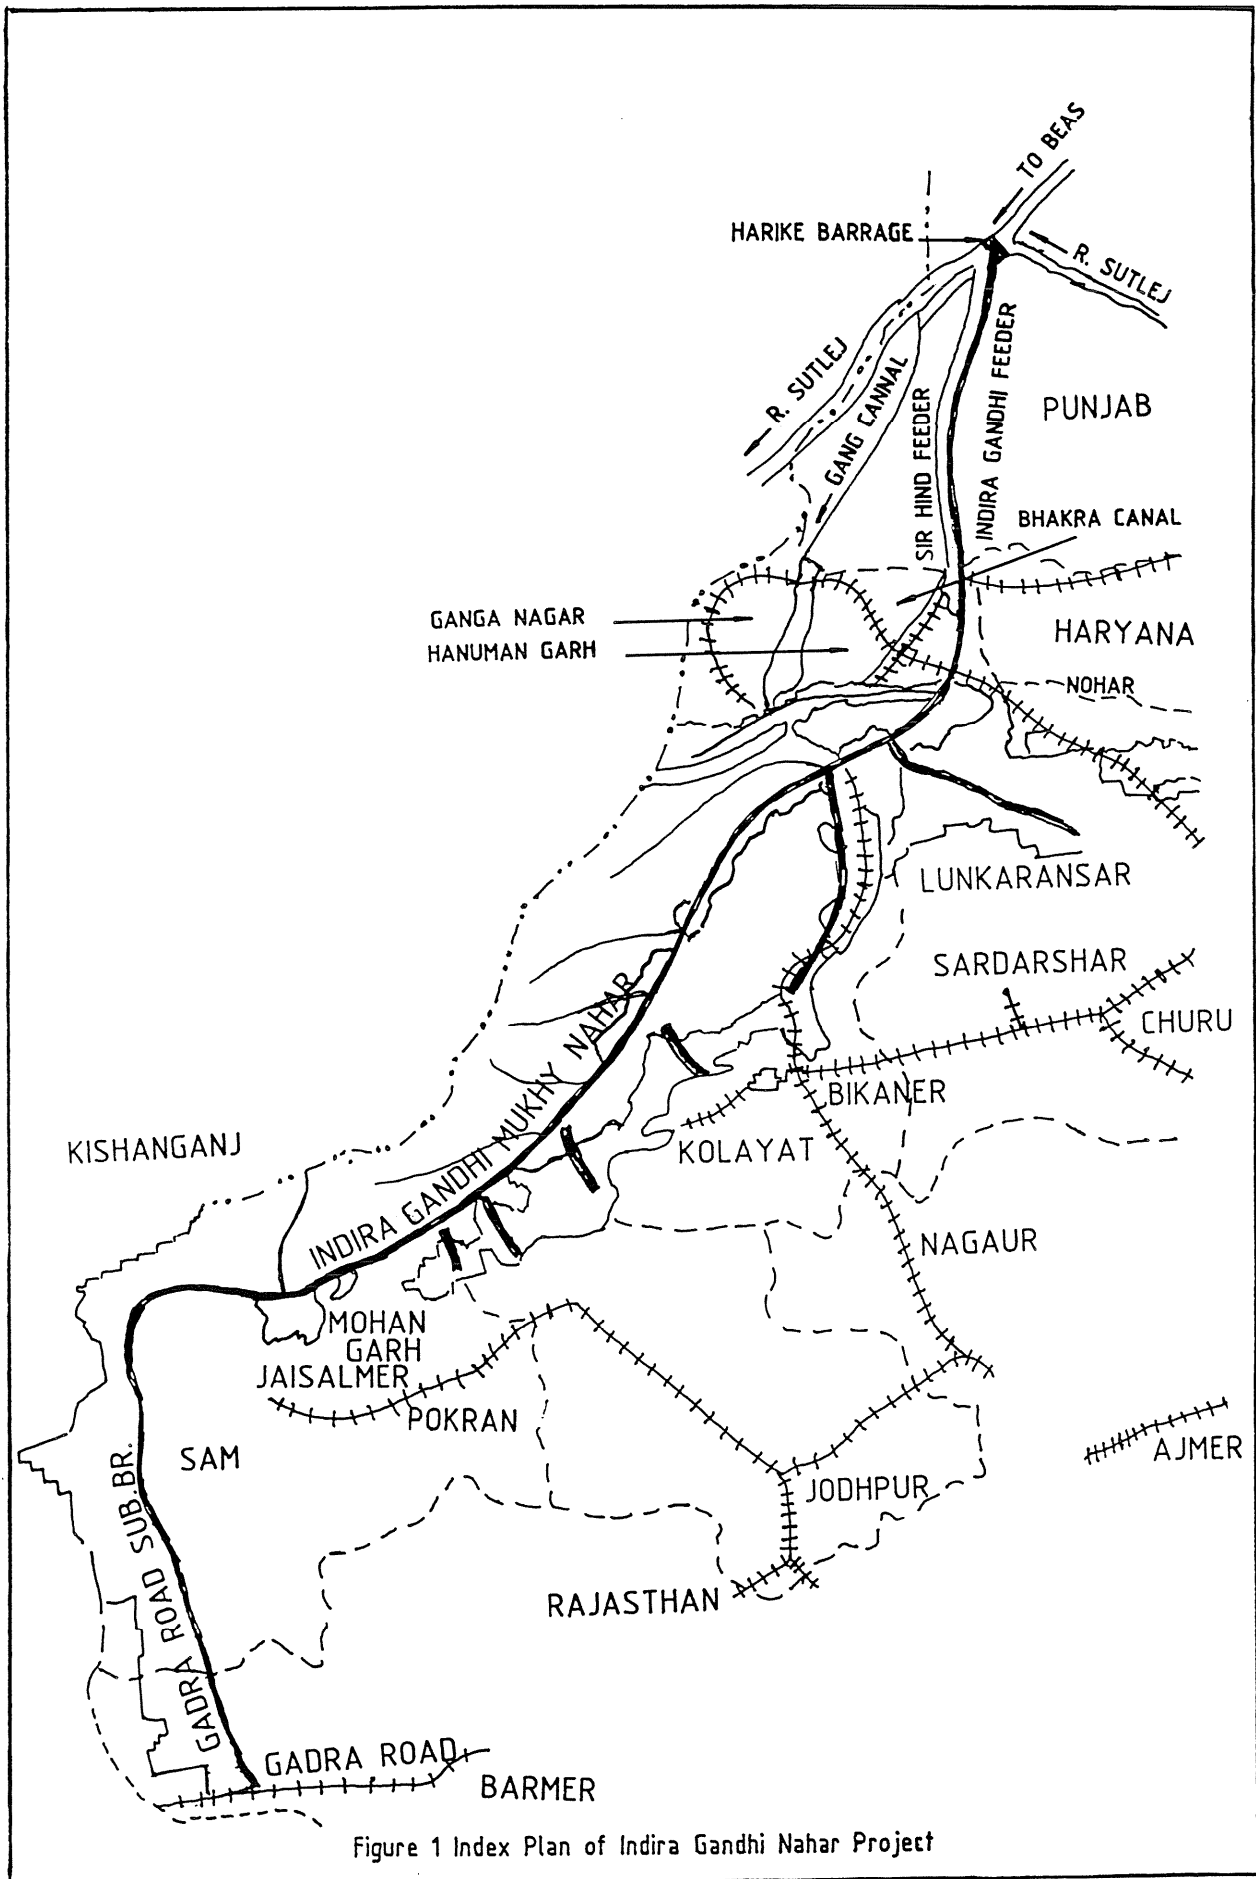 TO BEAS
HARIKE BARRAGE
R. SUTLEJ
R. SUTLEJ
GANG CANNAL
SIR HIND FEEDER
INDIRA GANDHI FEEDER
PUNJAB
BHAKRA CANAL
GANGA NAGAR
HANUMAN GARH
HARYANA
NOHAR
LUNKARANSAR
SARDARSHAR
CHURU
BIKANER
KOLAYAT
INDIRA GANDHI MUKHY NAHAR
KISHANGANJ
NAGAUR
MOHAN
GARH
JAISALMER
POKRAN
SAM
AJMER
JODHPUR
RAJASTHAN
GADRA ROAD SUB.BR.
GADRA ROAD
BARMER
Figure 1 Index Plan of Indira Gandhi Nahar Project